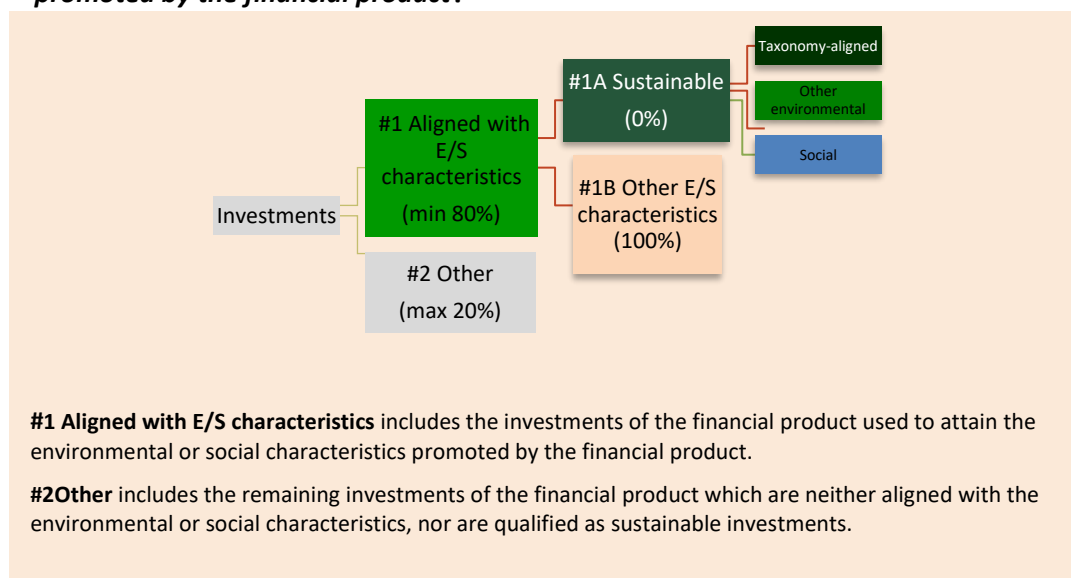 promoted by the financial product?
Taxonomy-aligned
#1A Sustainable
(0%)
Other
environmental
#1 Aligned with
E/S
characteristics
(min 80%)
Social
#1B Other E/S
characteristics
(100%)
Investments
#2 Other
(max 20%)
#1 Aligned with E/S characteristics includes the investments of the financial product used to attain the
environmental or social characteristics promoted by the financial product.
#2Other includes the remaining investments of the financial product which are neither aligned with the
environmental or social characteristics, nor are qualified as sustainable investments.